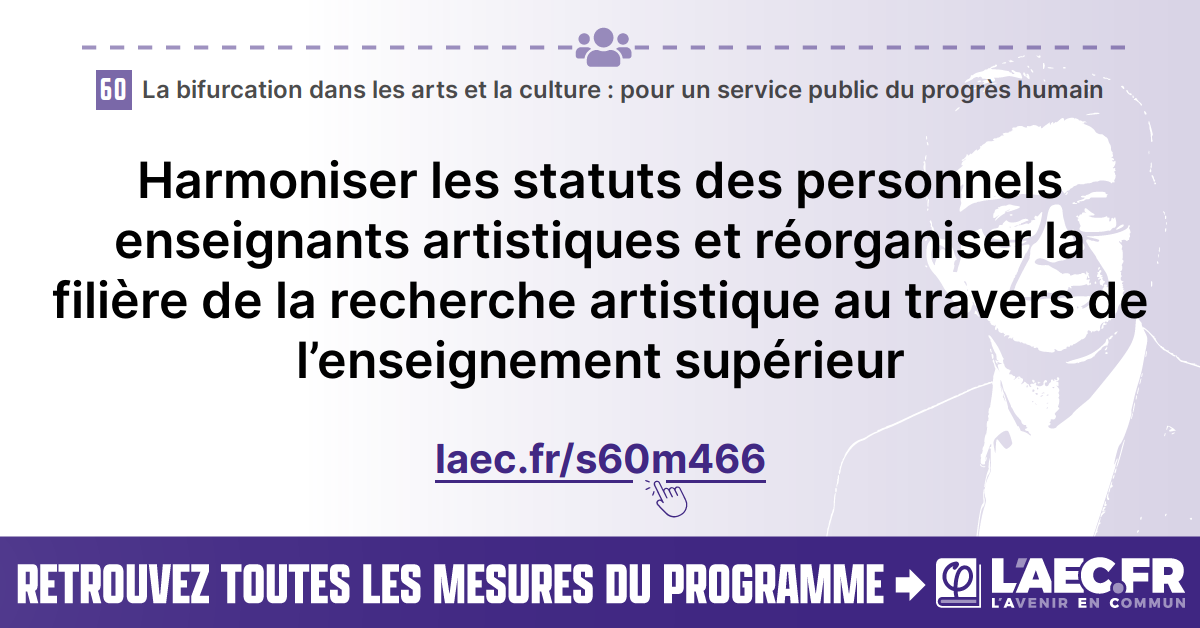 60 La bifurcation dans les arts et la culture : pour un service public du progrès humain
Harmoniser les statuts des personnels
enseignants artistiques et réorganiser la
filière de la recherche artistique au travers de
l’enseignement supérieur
laec.fr/s60m466
RETROUVEZ TOUTES LES MESURES DU PROGRAMME
L'AEC.FR
L'AVENIR EN COMMUN